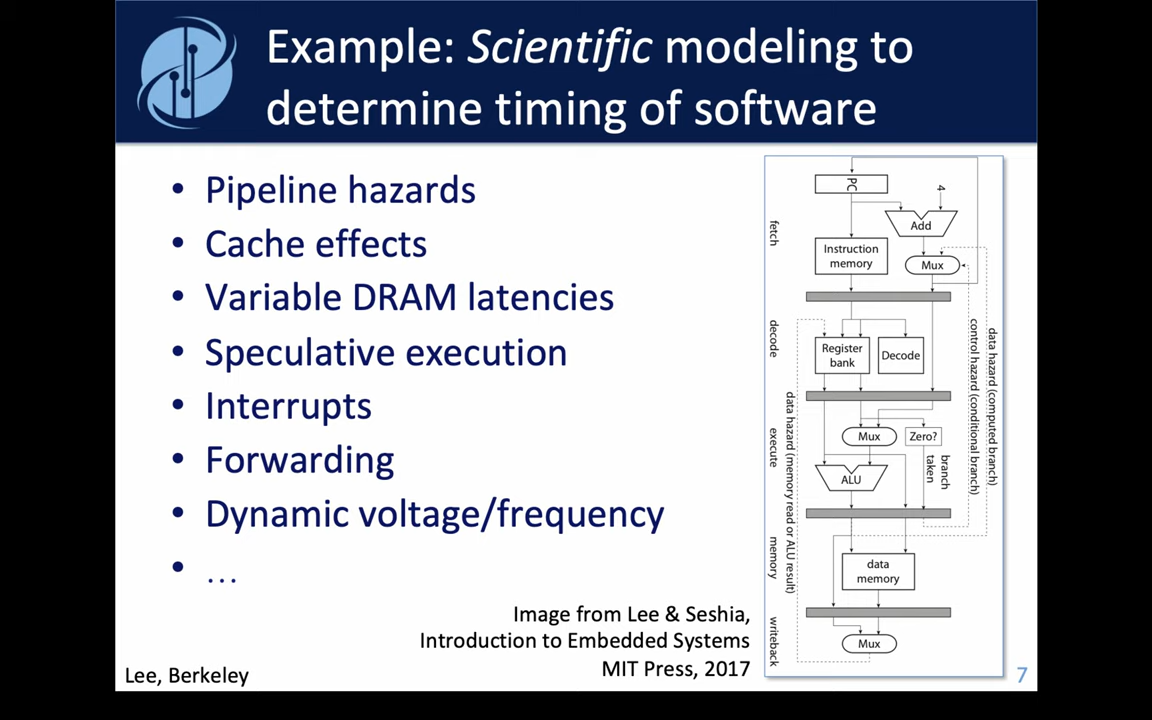 Example: Scientific modeling to
determine timing of software
• Pipeline hazards
• Cache effects
• Variable DRAM latencies
• Speculative execution
• Interrupts
• Forwarding
• Dynamic voltage/frequency
• ...
Image from Lee & Seshia,
Introduction to Embedded Systems
MIT Press, 2017
PC
4
Add
fetch
Instruction
memory
Mux
decode
Register
bank
Decode
data hazard (computed branch)
control hazard (conditional branch)
data hazard (memory read or ALU result)
execute
Mux
Zero?
branch
taken
ALU
memory
data
memory
writeback
Mux
Lee, Berkeley
7